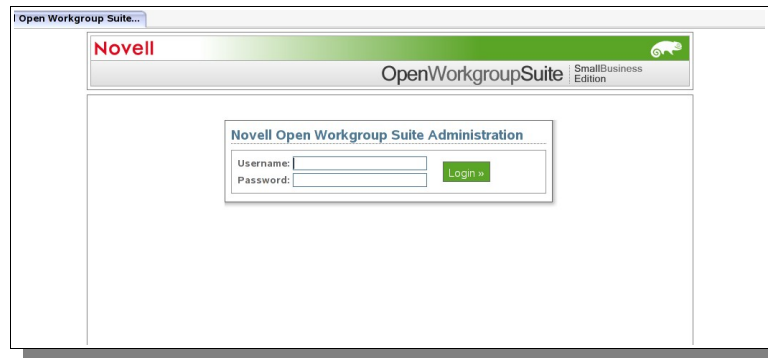 Open Workgroup Suite...
Novell
OpenWorkgroupSuite SmallBusiness
Edition
Novell Open Workgroup Suite Administration
Username:
Password:
Login »